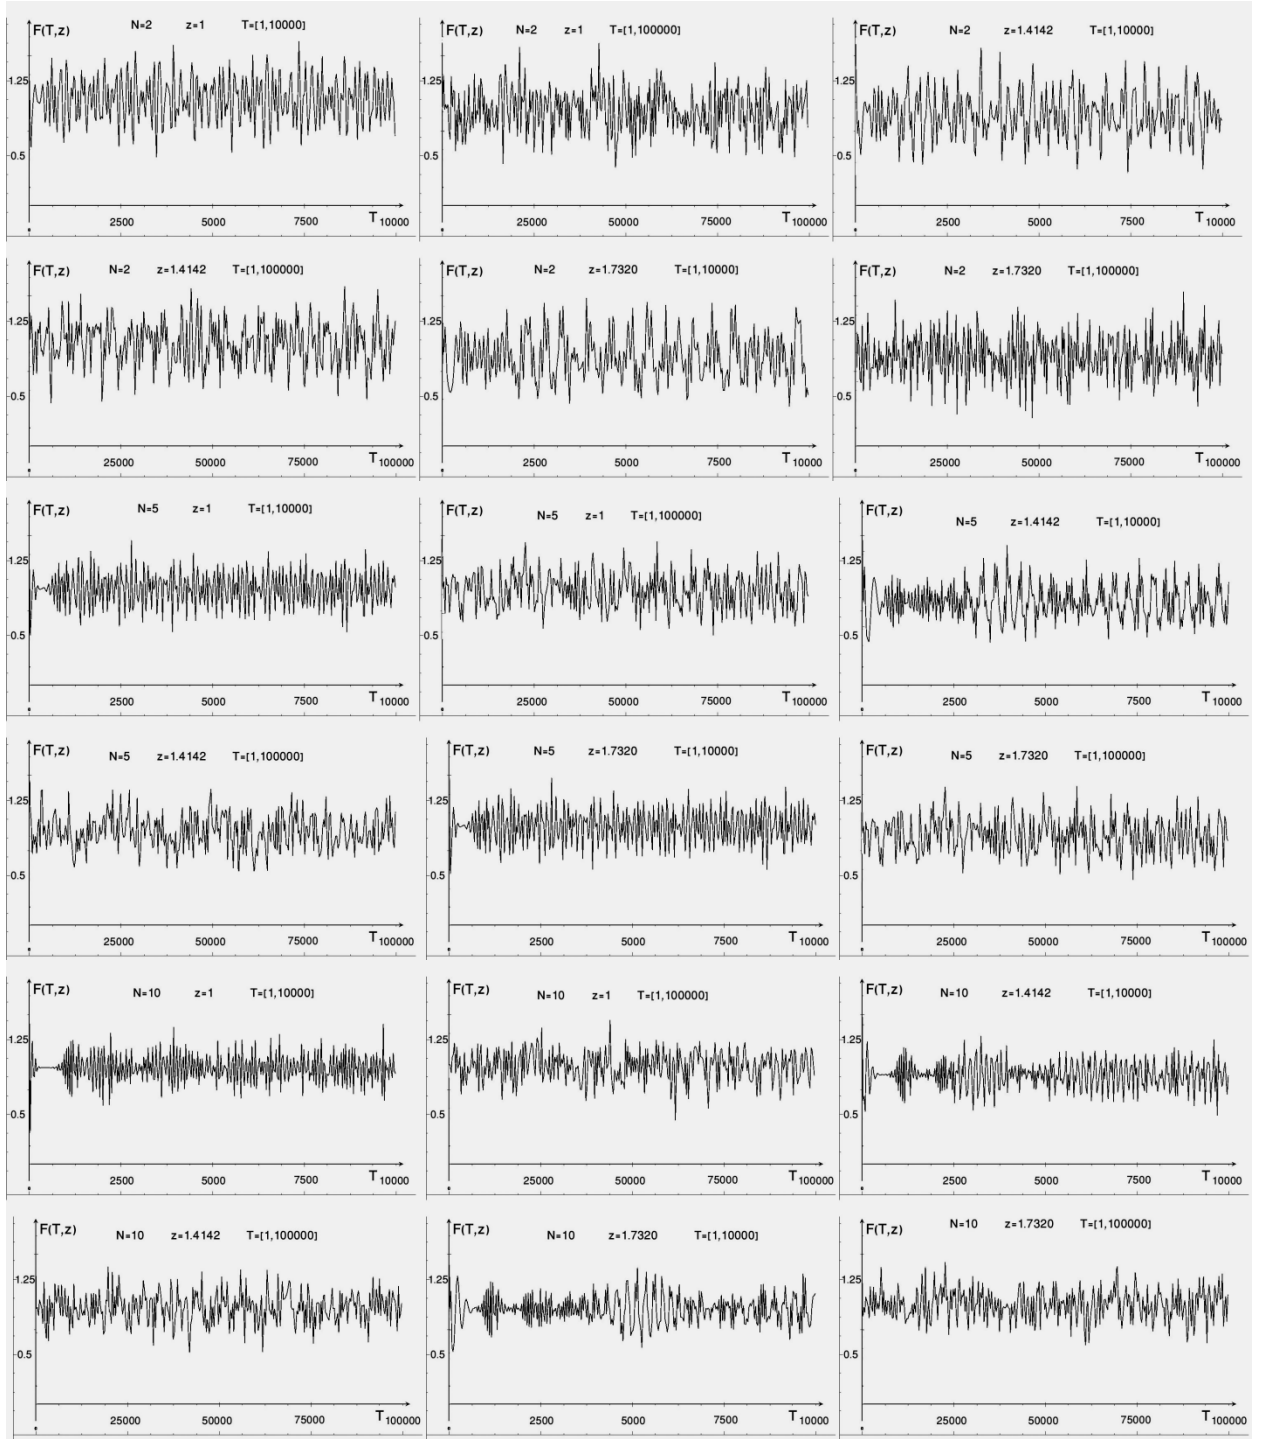 F(T,z) N=2 z=1 T=[1,10000]
1.25
0.5
2500 5000 7500 T 10000
F(T,z) N=2 z=1 T=[1,100000]
1.25
0.5
25000 50000 75000 T 100000
F(T,z) N=2 z=1.4142 T=[1,10000]
1.25
0.5
2500 5000 7500 T 10000
F(T,z) N=2 z=1.4142 T=[1,100000]
1.25
0.5
25000 50000 75000 T 100000
F(T,z) N=2 z=1.7320 T=[1,10000]
1.25
0.5
2500 5000 7500 T 10000
F(T,z) N=2 z=1.7320 T=[1,100000]
1.25
0.5
25000 50000 75000 T 100000
F(T,z) N=5 z=1 T=[1,10000]
1.25
0.5
2500 5000 7500 T 10000
F(T,z) N=5 z=1 T=[1,100000]
1.25
0.5
25000 50000 75000 T 100000
F(T,z) N=5 z=1.4142 T=[1,10000]
1.25
0.5
2500 5000 7500 T 10000
F(T,z) N=5 z=1.4142 T=[1,100000]
1.25
0.5
25000 50000 75000 T 100000
F(T,z) N=5 z=1.7320 T=[1,10000]
1.25
0.5
2500 5000 7500 T 10000
F(T,z) N=5 z=1.7320 T=[1,100000]
1.25
0.5
25000 50000 75000 T 100000
F(T,z) N=10 z=1 T=[1,10000]
1.25
0.5
2500 5000 7500 T 10000
F(T,z) N=10 z=1 T=[1,100000]
1.25
0.5
25000 50000 75000 T 100000
F(T,z) N=10 z=1.4142 T=[1,10000]
1.25
0.5
2500 5000 7500 T 10000
F(T,z) N=10 z=1.4142 T=[1,100000]
1.25
0.5
25000 50000 75000 T 100000
F(T,z) N=10 z=1.7320 T=[1,10000]
1.25
0.5
2500 5000 7500 T 10000
F(T,z) N=10 z=1.7320 T=[1,100000]
1.25
0.5
25000 50000 75000 T 100000